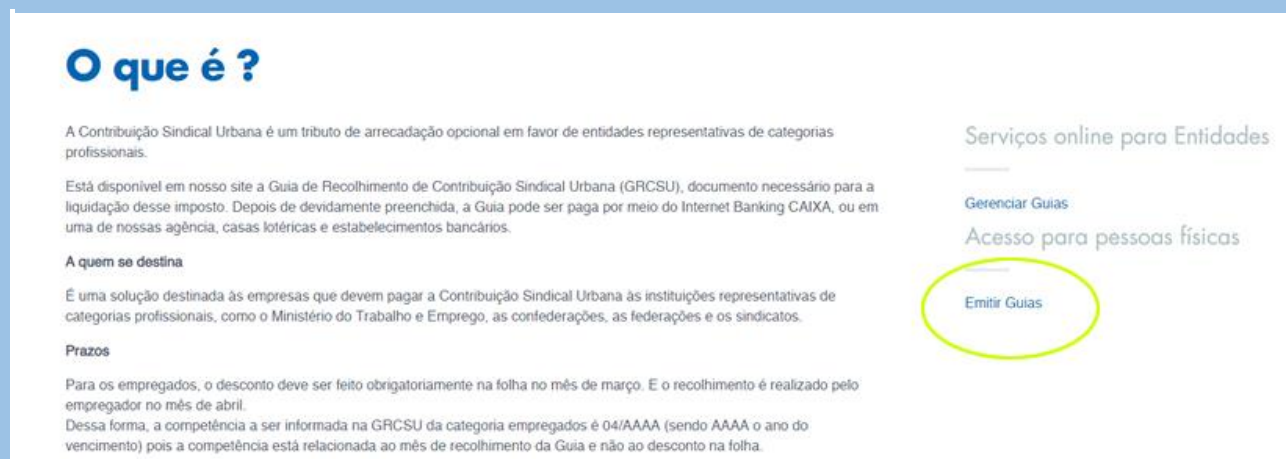 O que é ?
A Contribuição Sindical Urbana é um tributo de arrecadação opcional em favor de entidades representativas de categorias
profissionais.
Está disponível em nosso site a Guia de Recolhimento de Contribuição Sindical Urbana (GRCSU), documento necessário para a
liquidação desse imposto. Depois de devidamente preenchida, a Guia pode ser paga por meio do Internet Banking CAIXA, ou em
uma de nossas agência, casas lotéricas e estabelecimentos bancários.
A quem se destina
É uma solução destinada às empresas que devem pagar a Contribuição Sindical Urbana às instituições representativas de
categorias profissionais, como o Ministério do Trabalho e Emprego, as confederações, as federações e os sindicatos.
Prazos
Para os empregados, o desconto deve ser feito obrigatoriamente na folha no mês de março. E o recolhimento é realizado pelo
empregador no mês de abril.
Dessa forma, a competência a ser informada na GRCSU da categoria empregados é 04/AAAA (sendo AAAA o ano do
vencimento) pois a competência está relacionada ao mês de recolhimento da Guia e não ao desconto na folha.
Serviços online para Entidades
Gerenciar Guias
Acesso para pessoas físicas
Emitir Guias